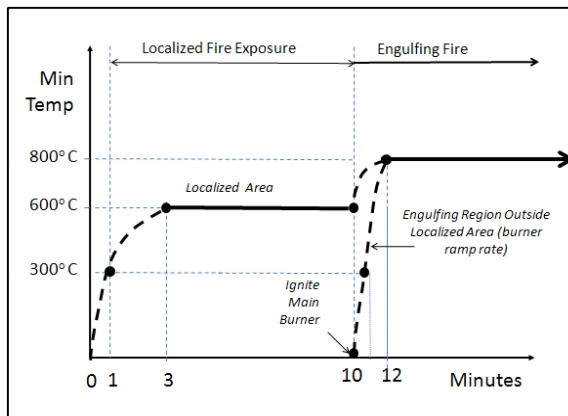 Localized Fire Exposure
Engulfing Fire
Min
Temp
800° C
Localized Area
600° C
Engulfing Region Outside
Localized Area (burner
ramp rate)
300° C
Ignite
Main
Burner
0 1 3 10 12 Minutes